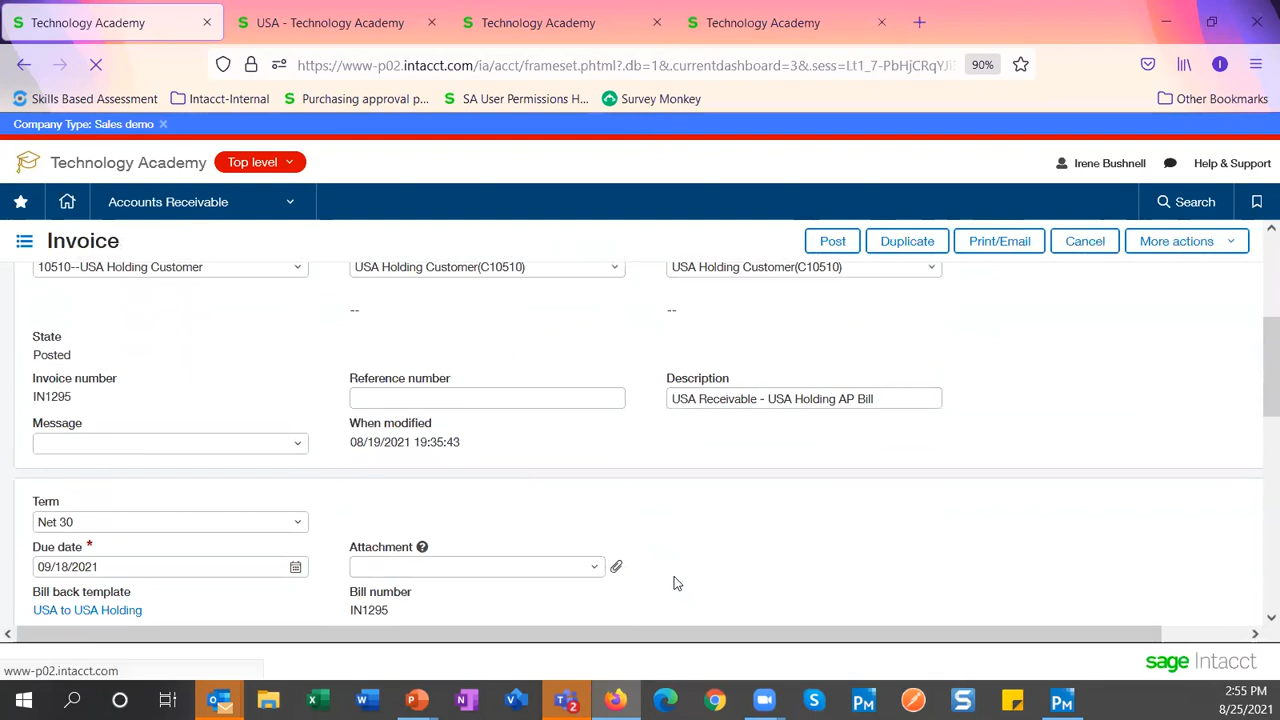 Technology Academy
USA - Technology Academy
Technology Academy
Technology Academy
https://www-p02.intacct.com/ia/acct/frameset.phtml?.db=1&.currentdashboard=3&.sess=Lt1_7-PbHjCRqYJi
90%
Skills Based Assessment
Intacct-Internal
Purchasing approval p...
SA User Permissions H...
Survey Monkey
Other Bookmarks
Company Type: Sales demo
Technology Academy
Top level
Irene Bushnell
Help & Support
Accounts Receivable
Search
Invoice
Post
Duplicate
Print/Email
Cancel
More actions
10510--USA Holding Customer
USA Holding Customer(C10510)
USA Holding Customer(C10510)
--
--
State
Posted
Invoice number
IN1295
Reference number
Description
USA Receivable - USA Holding AP Bill
Message
When modified
08/19/2021 19:35:43
Term
Net 30
Due date *
09/18/2021
Attachment
Bill back template
USA to USA Holding
Bill number
IN1295
www-p02.intacct.com
sage Intacct
2:55 PM
8/25/2021